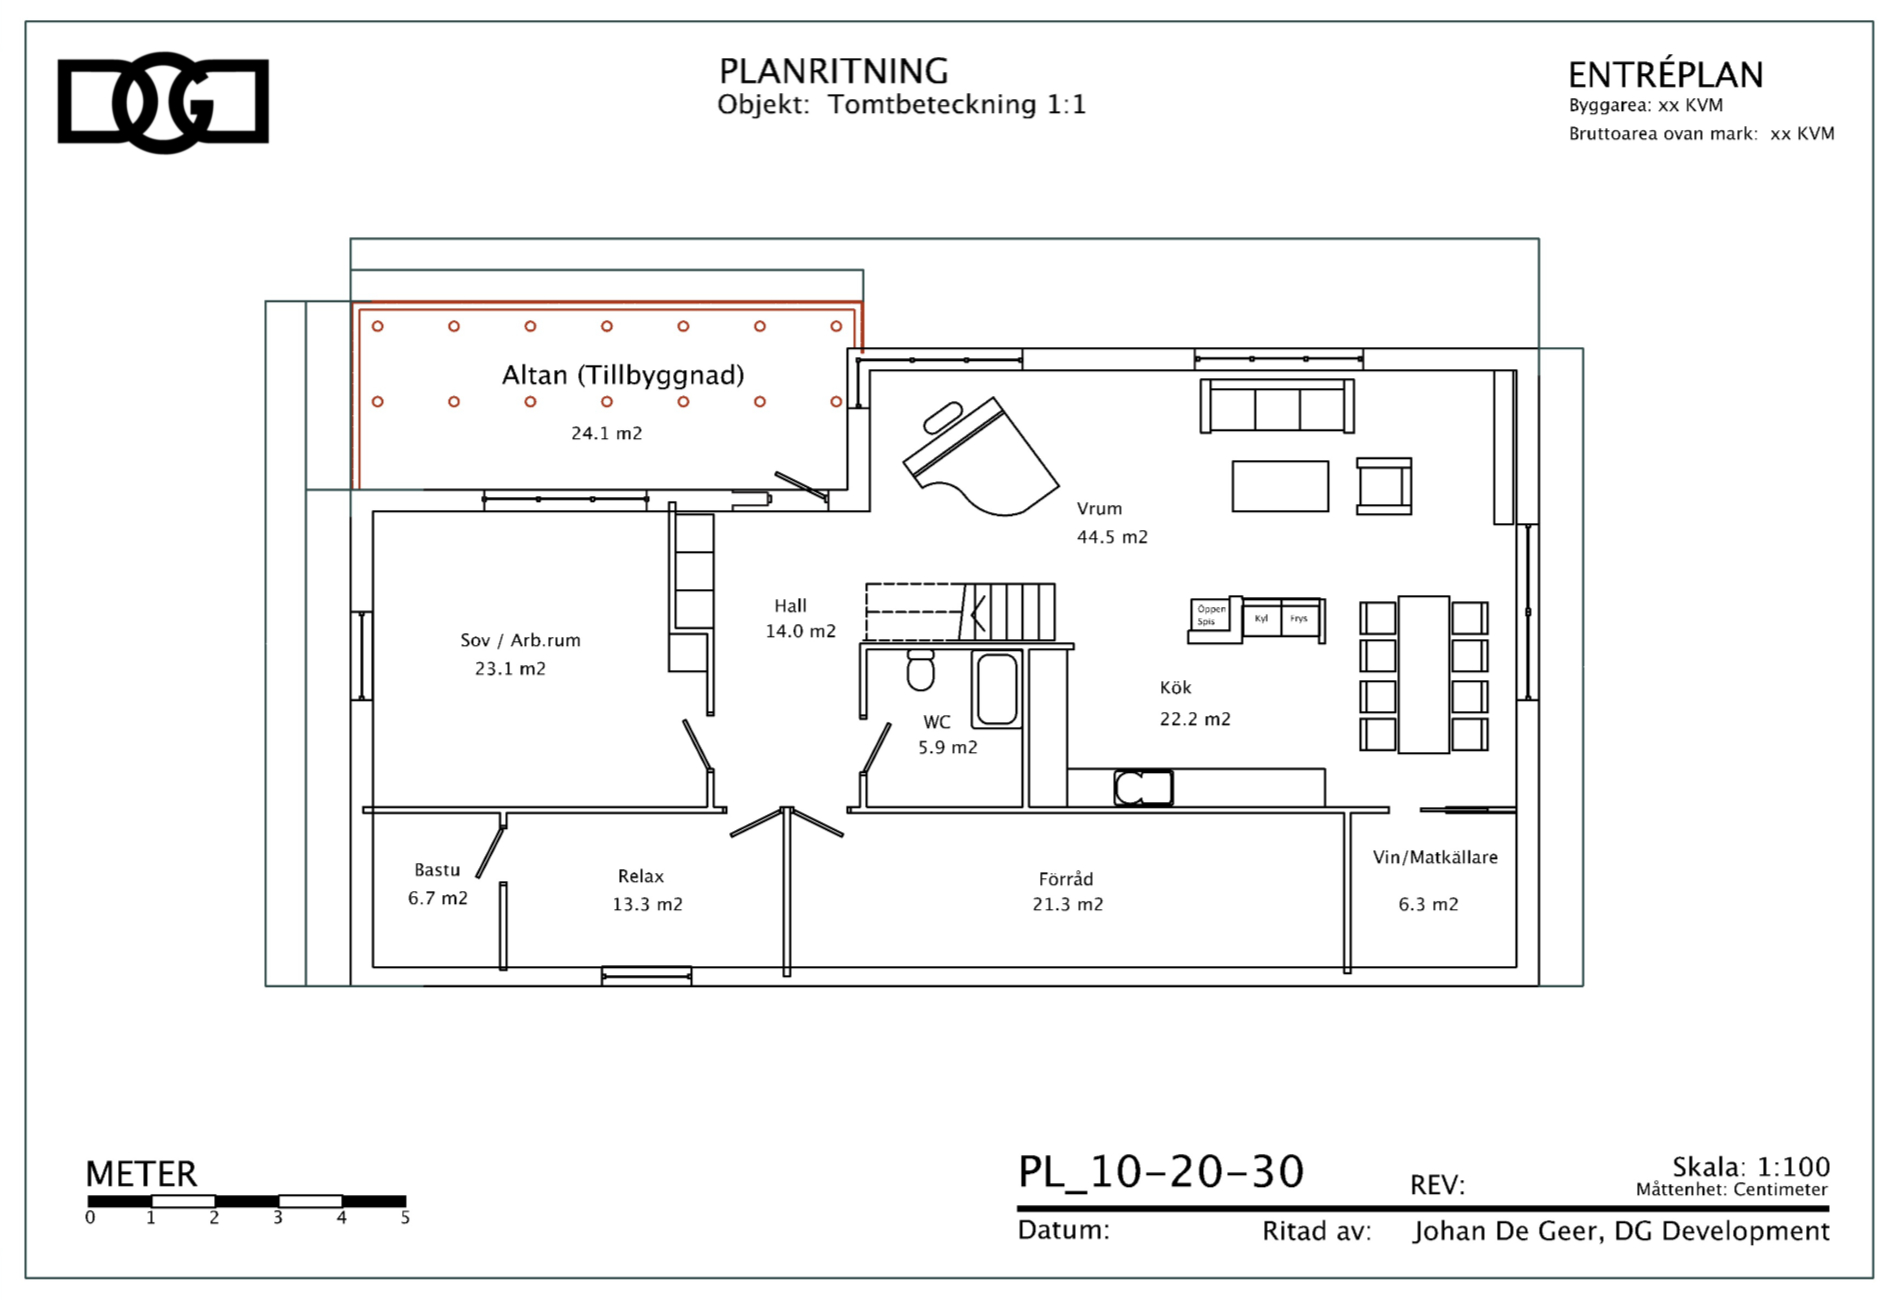 DGD
PLANRITNING
Objekt: Tomtbeteckning 1:1
ENTRÉPLAN
Byggarea: xx KVM
Bruttoarea ovan mark: xx KVM
Altan (Tillbyggnad)
24.1 m2
Vrum
44.5 m2
Hall
14.0 m2
Öppen
Spis
Kyl
Frys
Sov / Arb.rum
23.1 m2
Kök
22.2 m2
WC
5.9 m2
Bastu
6.7 m2
Relax
13.3 m2
Förråd
21.3 m2
Vin/Matkällare
6.3 m2
METER
0 1 2 3 4 5
PL_10-20-30
REV:
Skala: 1:100
Måttenhet: Centimeter
Datum:
Ritad av:
Johan De Geer, DG Development